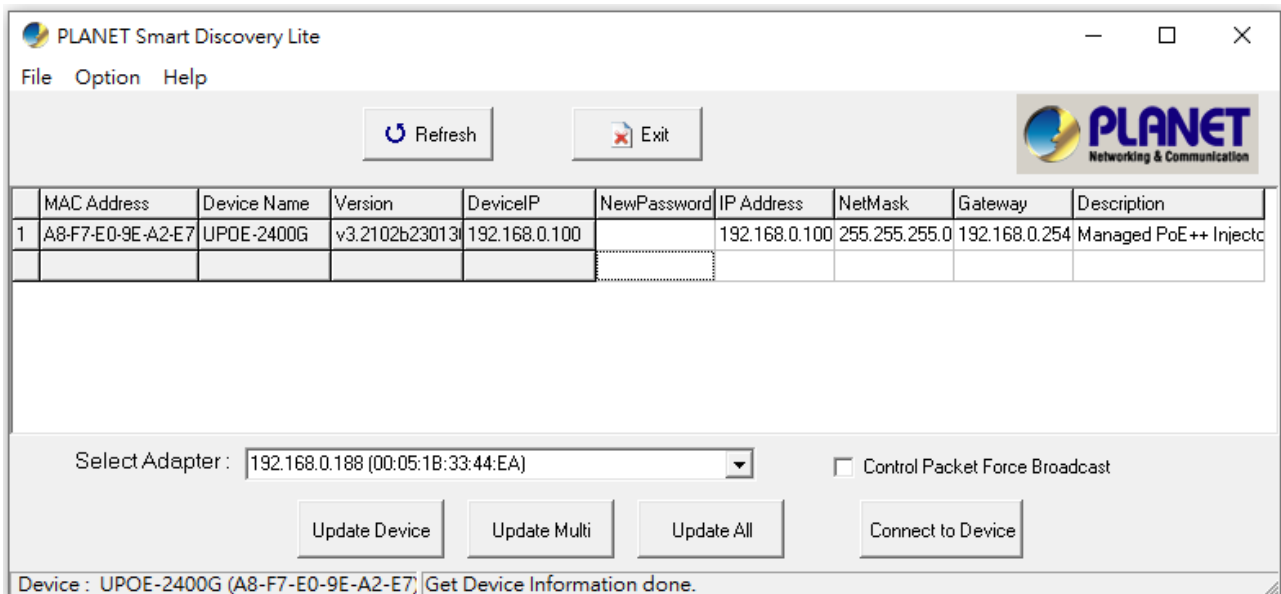 PLANET Smart Discovery Lite
File Option Help
Refresh Exit
PLANET
Networking & Communication
MAC Address Device Name Version DeviceIP NewPassword IP Address NetMask Gateway Description
1 A8-F7-E0-9E-A2-E7 UPOE-2400G v3.2102b23013 192.168.0.100 192.168.0.100 255.255.255.0 192.168.0.254 Managed PoE++ Injecto
Select Adapter : 192.168.0.188 (00:05:1B:33:44:EA) Control Packet Force Broadcast
Update Device Update Multi Update All Connect to Device
Device : UPOE-2400G (A8-F7-E0-9E-A2-E7) Get Device Information done.